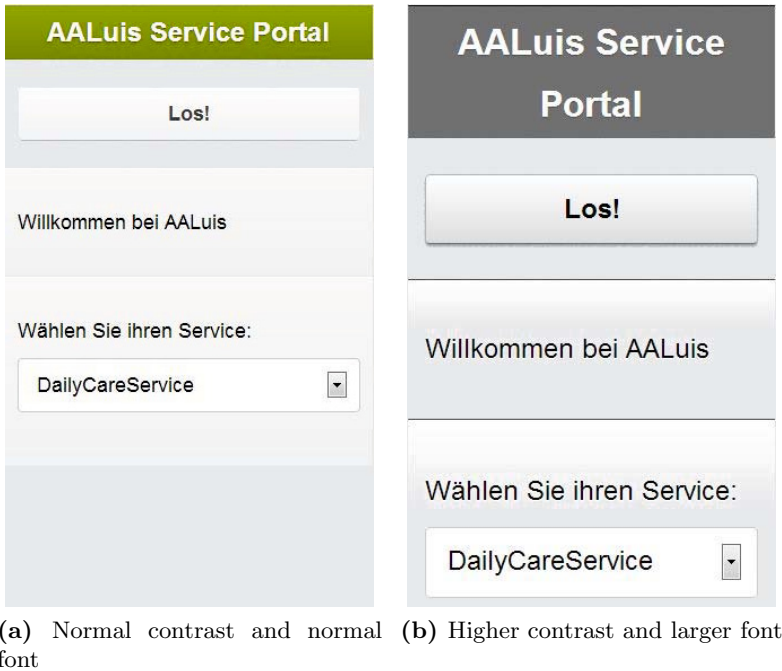 AALuis Service Portal
Los!
Willkommen bei AALuis
Wählen Sie ihren Service:
DailyCareService
AALuis Service
Portal
Los!
Willkommen bei AALuis
Wählen Sie ihren Service:
DailyCareService
(a) Normal contrast and normal
font
(b) Higher contrast and larger font